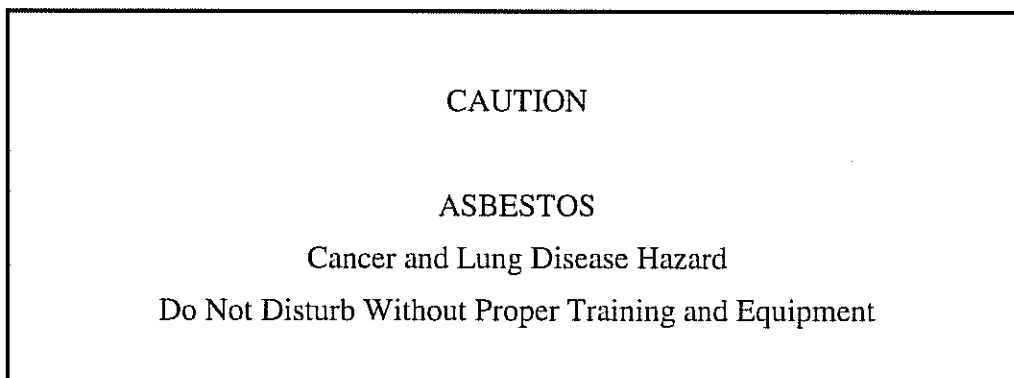 CAUTION
ASBESTOS
Cancer and Lung Disease Hazard
Do Not Disturb Without Proper Training and Equipment